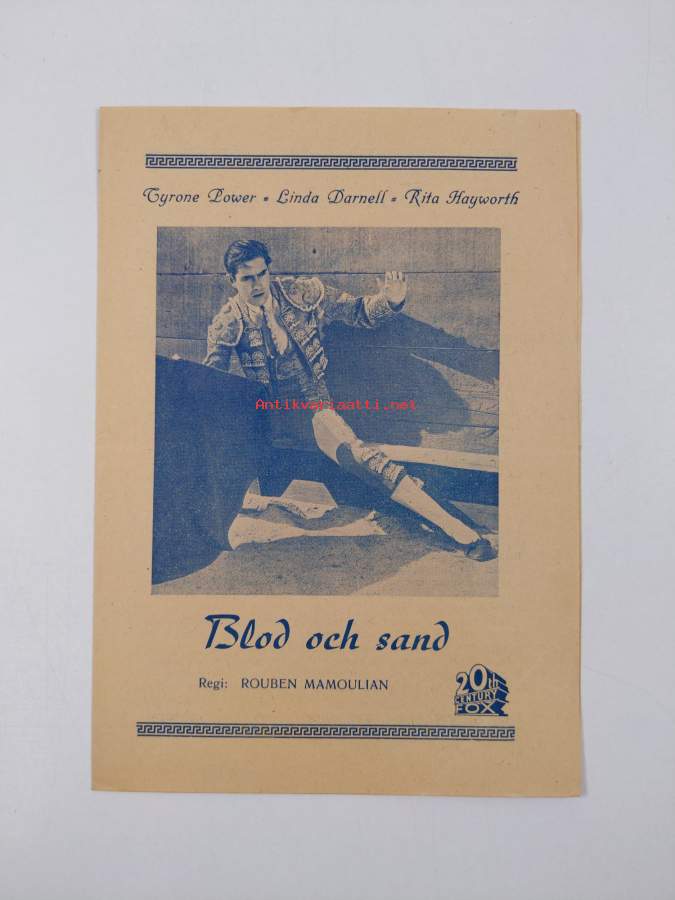 Tyrone Power • Linda Darnell • Rita Hayworth
Antikvariaatti.net
Blod och sand
Regi: ROUBEN MAMOULIAN
20th
CENTURY
FOX